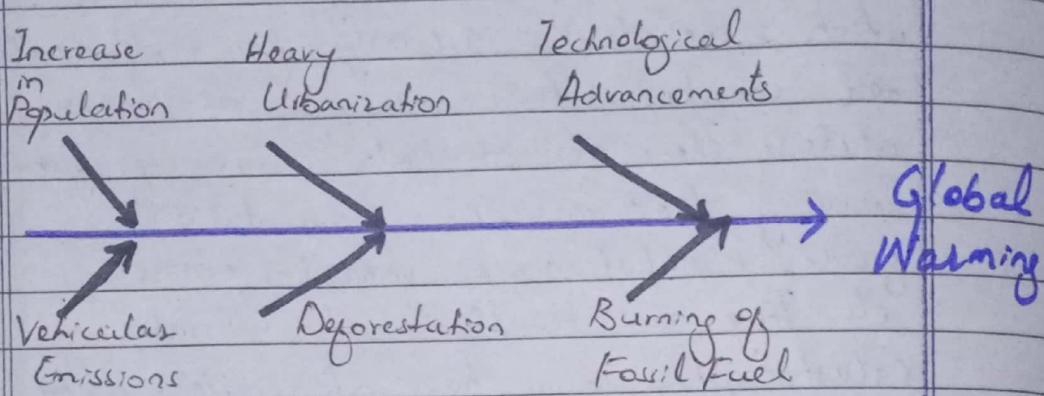 Increase
in
Population
Heavy
Urbanization
Technological
Advancements
Global
Warming
Vehicular
Emissions
Deforestation
Burning of
Fossil Fuel